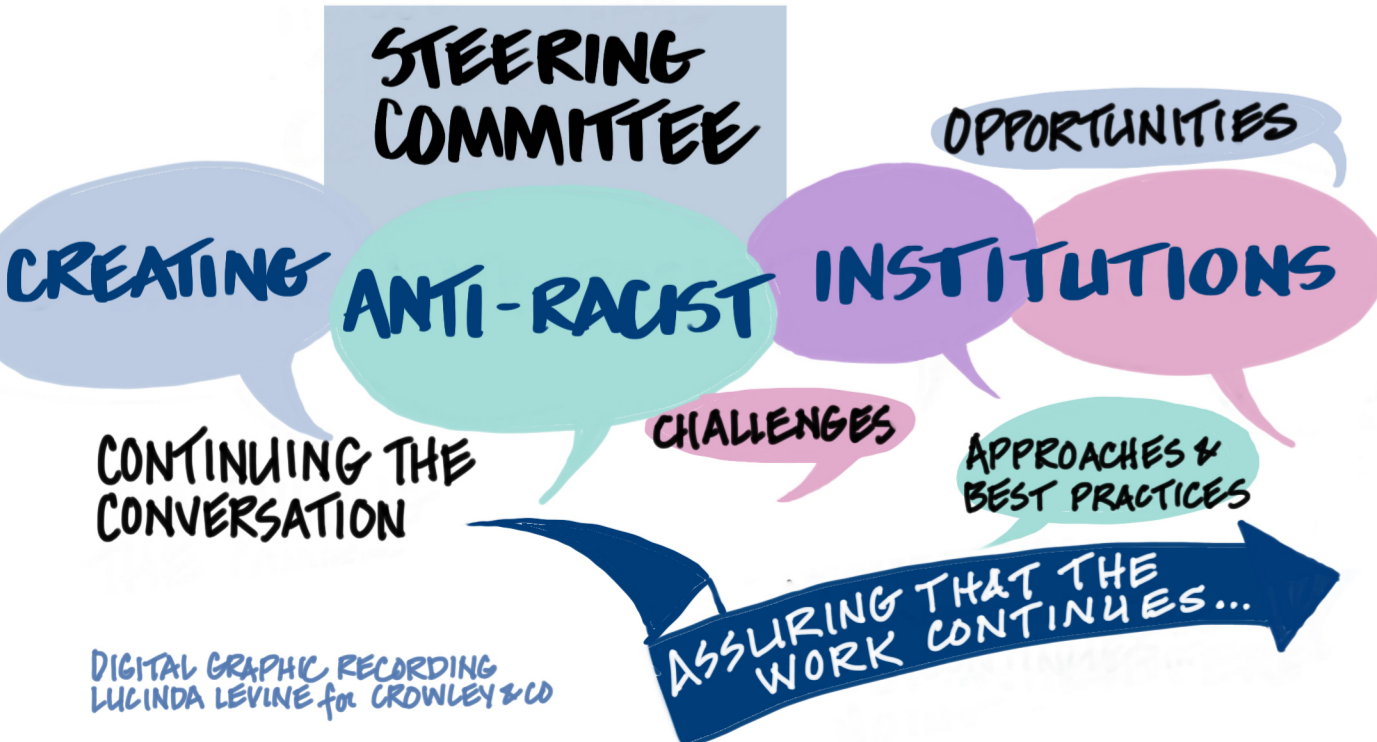 STEERING
COMMITTEE
OPPORTUNITIES
CREATING
ANTI-RACIST
INSTITUTIONS
CHALLENGES
APPROACHES &
BEST PRACTICES
CONTINUING THE
CONVERSATION
ASSURING THAT THE
WORK CONTINUES...
DIGITAL GRAPHIC RECORDING
LUCINDA LEVINE for CROWLEY & CO